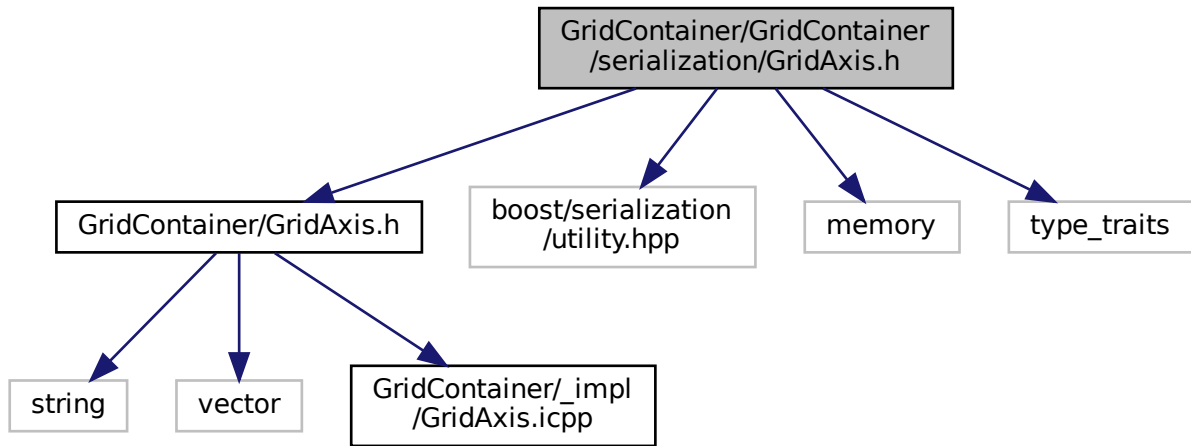 GridContainer/GridContainer
/serialization/GridAxis.h
GridContainer/GridAxis.h
boost/serialization
/utility.hpp
memory
type_traits
string
vector
GridContainer/_impl
/GridAxis.icpp